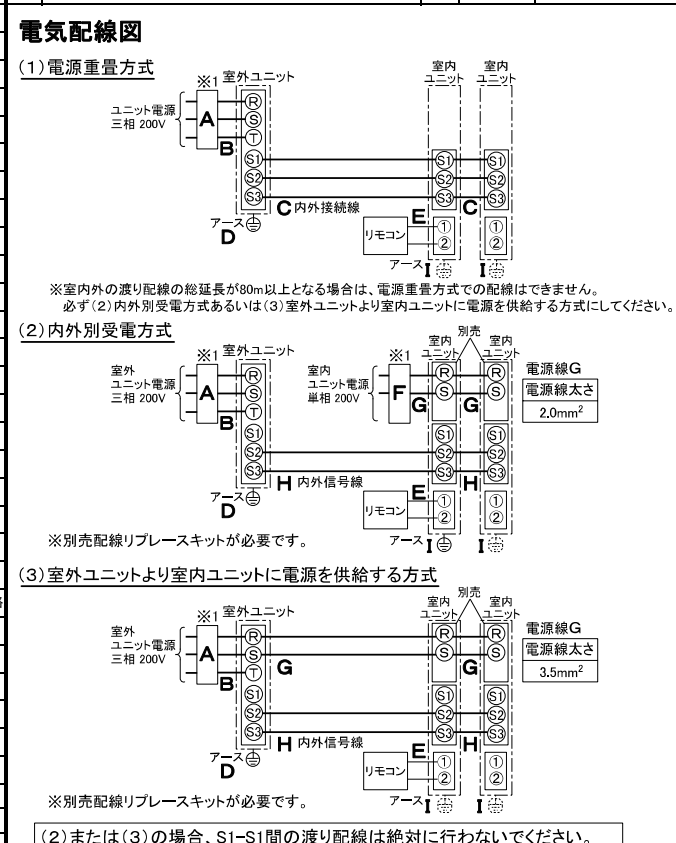 電気配線図
(1)電源重畳方式
※1 室外ユニット
室内ユニット 室内ユニット
ユニット電源
三相 200V
A
B
R
S
T
S1
S2
S3
S1
S2
S3
S1
S2
S3
C 内外接続線
C
アース
D
E
リモコン
①
②
①
②
アース I
I
※室内外の渡り配線の総延長が80m以上となる場合は、電源重畳方式での配線はできません。
必ず(2)内外別受電方式あるいは(3)室外ユニットより室内ユニットに電源を供給する方式にしてください。
(2)内外別受電方式
※1 室外ユニット
室外
ユニット電源
三相 200V
A
B
R
S
T
S1
S2
S3
アース
D
※1
室内
ユニット電源
単相 200V
F
G
G
別売
室内ユニット 室内ユニット
R
S
R
S
S1
S2
S3
S1
S2
S3
H 内外信号線
H
E
リモコン
①
②
①
②
アース I
I
電源線G
電源線太さ
2.0mm²
※別売配線リプレースキットが必要です。
(3)室外ユニットより室内ユニットに電源を供給する方式
※1 室外ユニット
室外
ユニット電源
三相 200V
A
B
R
S
T
S1
S2
S3
アース
D
G
G
別売
室内ユニット 室内ユニット
R
S
R
S
S1
S2
S3
S1
S2
S3
H 内外信号線
H
E
リモコン
①
②
①
②
アース I
I
電源線G
電源線太さ
3.5mm²
※別売配線リプレースキットが必要です。
(2)または(3)の場合、S1-S1間の渡り配線は絶対に行わないでください。